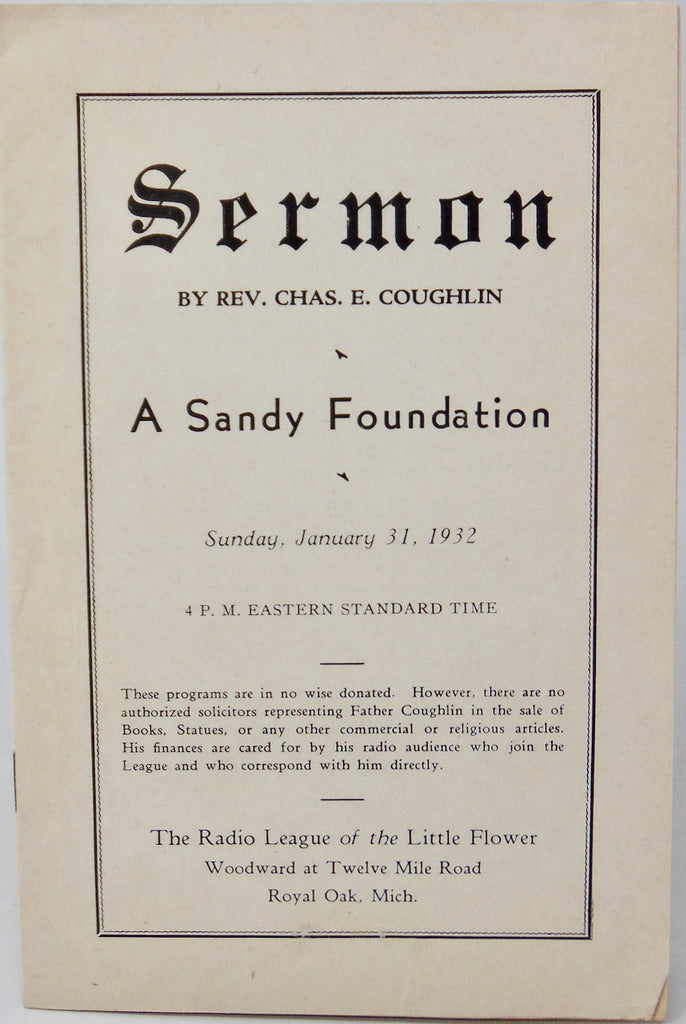 Sermon
BY REV. CHAS. E. COUGHLIN
A Sandy Foundation
Sunday, January 31, 1932
4 P. M. EASTERN STANDARD TIME
These programs are in no wise donated. However, there are no
authorized solicitors representing Father Coughlin in the sale of
Books, Statues, or any other commercial or religious articles.
His finances are cared for by his radio audience who join the
League and who correspond with him directly.
The Radio League of the Little Flower
Woodward at Twelve Mile Road
Royal Oak, Mich.